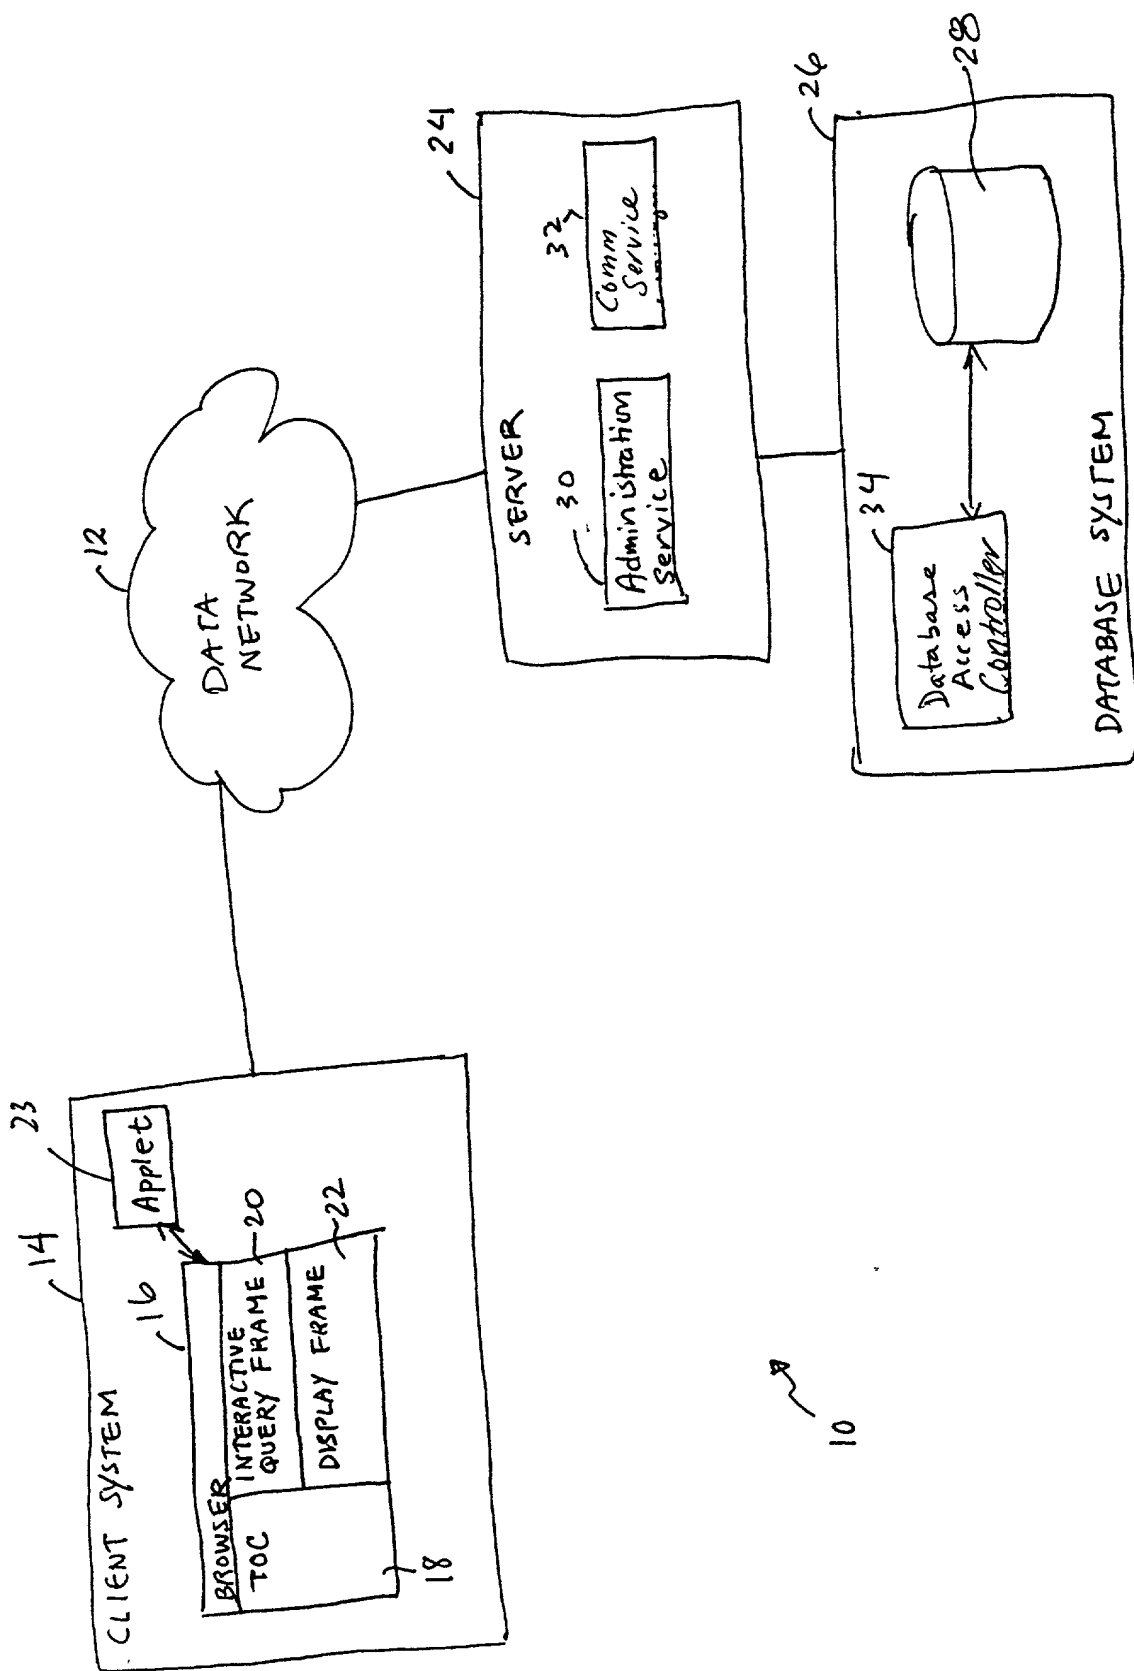 CLIENT SYSTEM
14
23
Applet
16
BROWSER
TOC
18
INTERACTIVE
QUERY FRAME
20
DISPLAY FRAME
22
12
DATA
NETWORK
24
SERVER
30
Administration
Service
32
Comm
Service
26
34
Database
Access
Controller
28
DATABASE SYSTEM
10